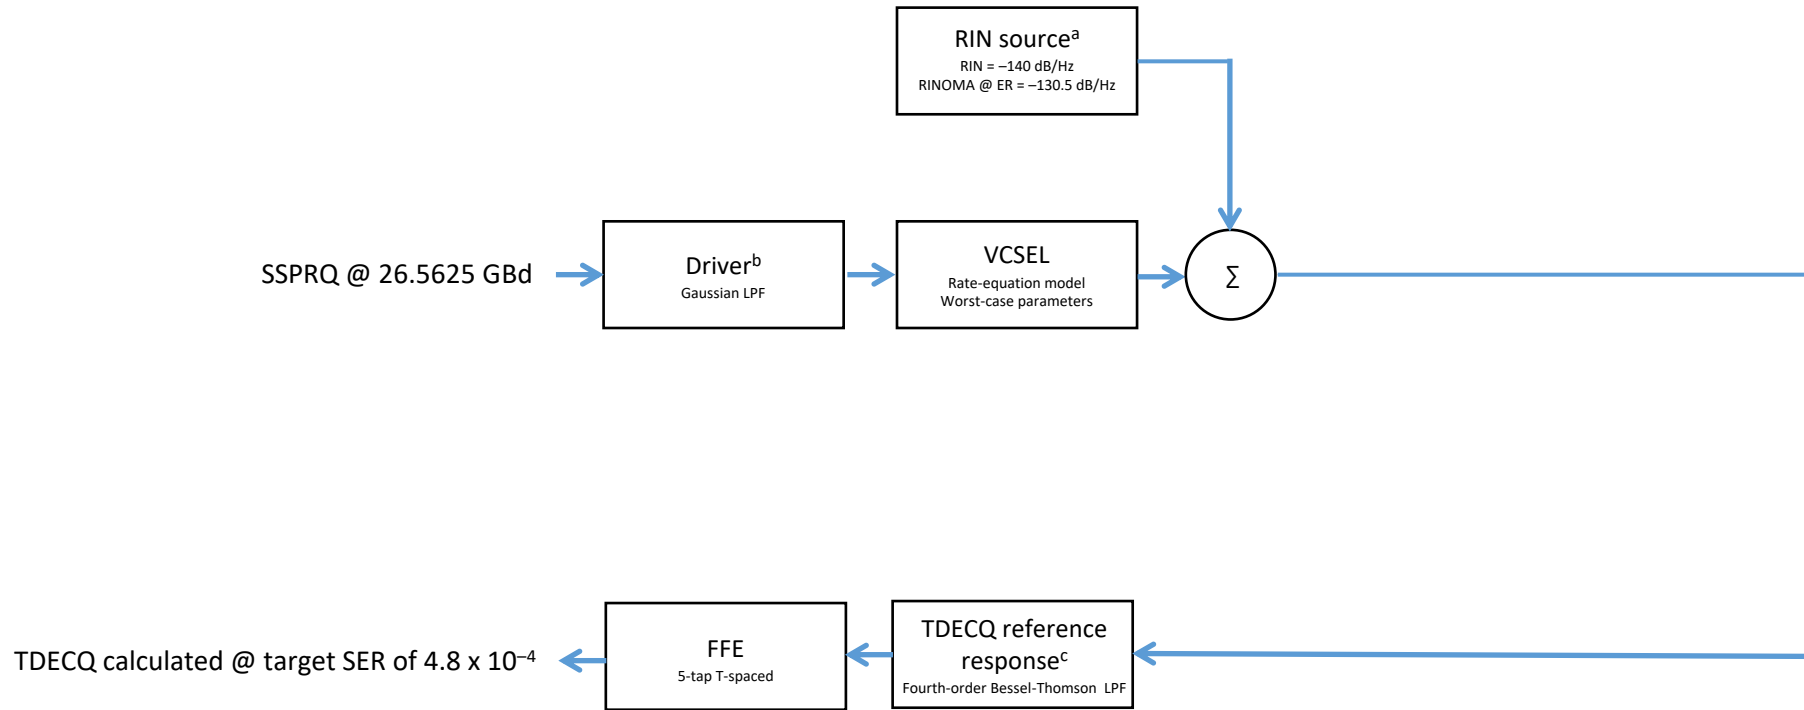 RIN sourceᵃ
RIN = –140 dB/Hz
RINOMA @ ER = –130.5 dB/Hz
SSPRQ @ 26.5625 GBd
Driverᵇ
Gaussian LPF
VCSEL
Rate-equation model
Worst-case parameters
Σ
TDECQ calculated @ target SER of 4.8 x 10⁻⁴
FFE
5-tap T-spaced
TDECQ reference
responseᶜ
Fourth-order Bessel-Thomson LPF